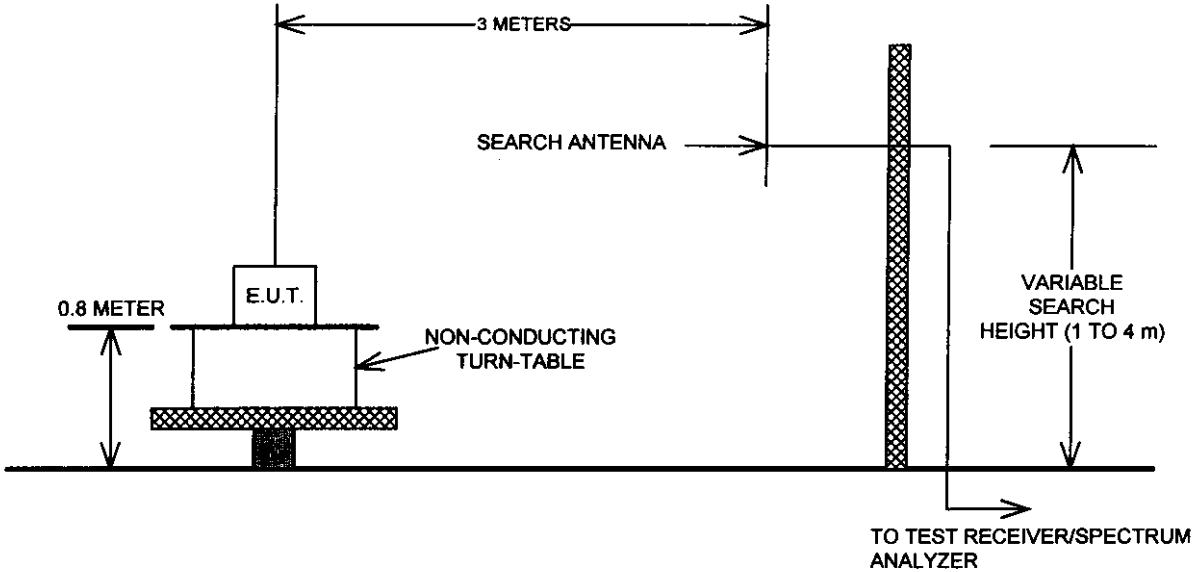 3 METERS
SEARCH ANTENNA
E.U.T.
0.8 METER
NON-CONDUCTING
TURN-TABLE
VARIABLE
SEARCH
HEIGHT (1 TO 4 m)
TO TEST RECEIVER/SPECTRUM
ANALYZER